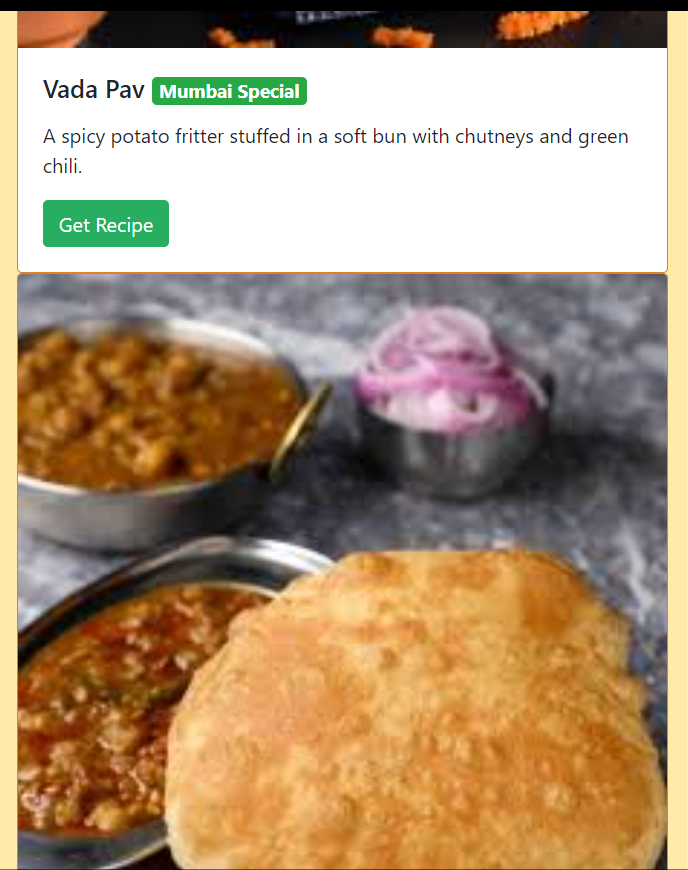 Vada Pav Mumbai Special
A spicy potato fritter stuffed in a soft bun with chutneys and green
chili.
Get Recipe